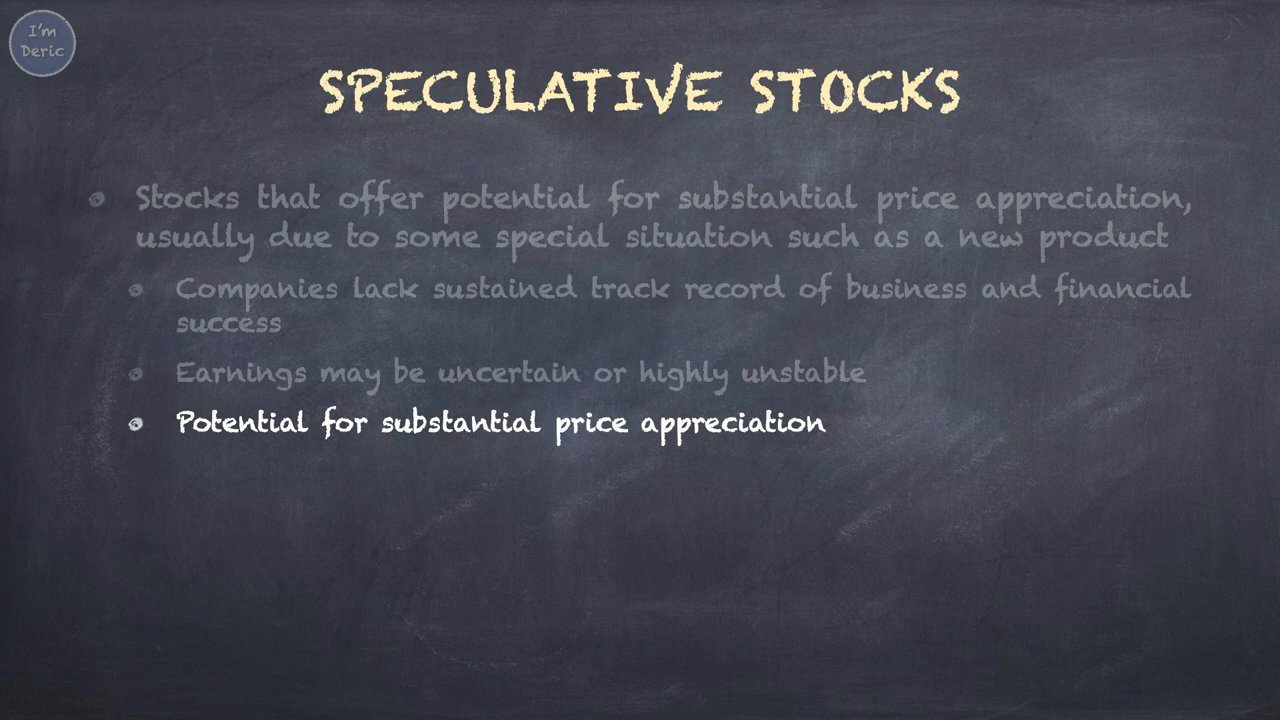 I'm
Deric
SPECULATIVE STOCKS
Stocks that offer potential for substantial price appreciation,
usually due to some special situation such as a new product
Companies lack sustained track record of business and financial
success
Earnings may be uncertain or highly unstable
Potential for substantial price appreciation